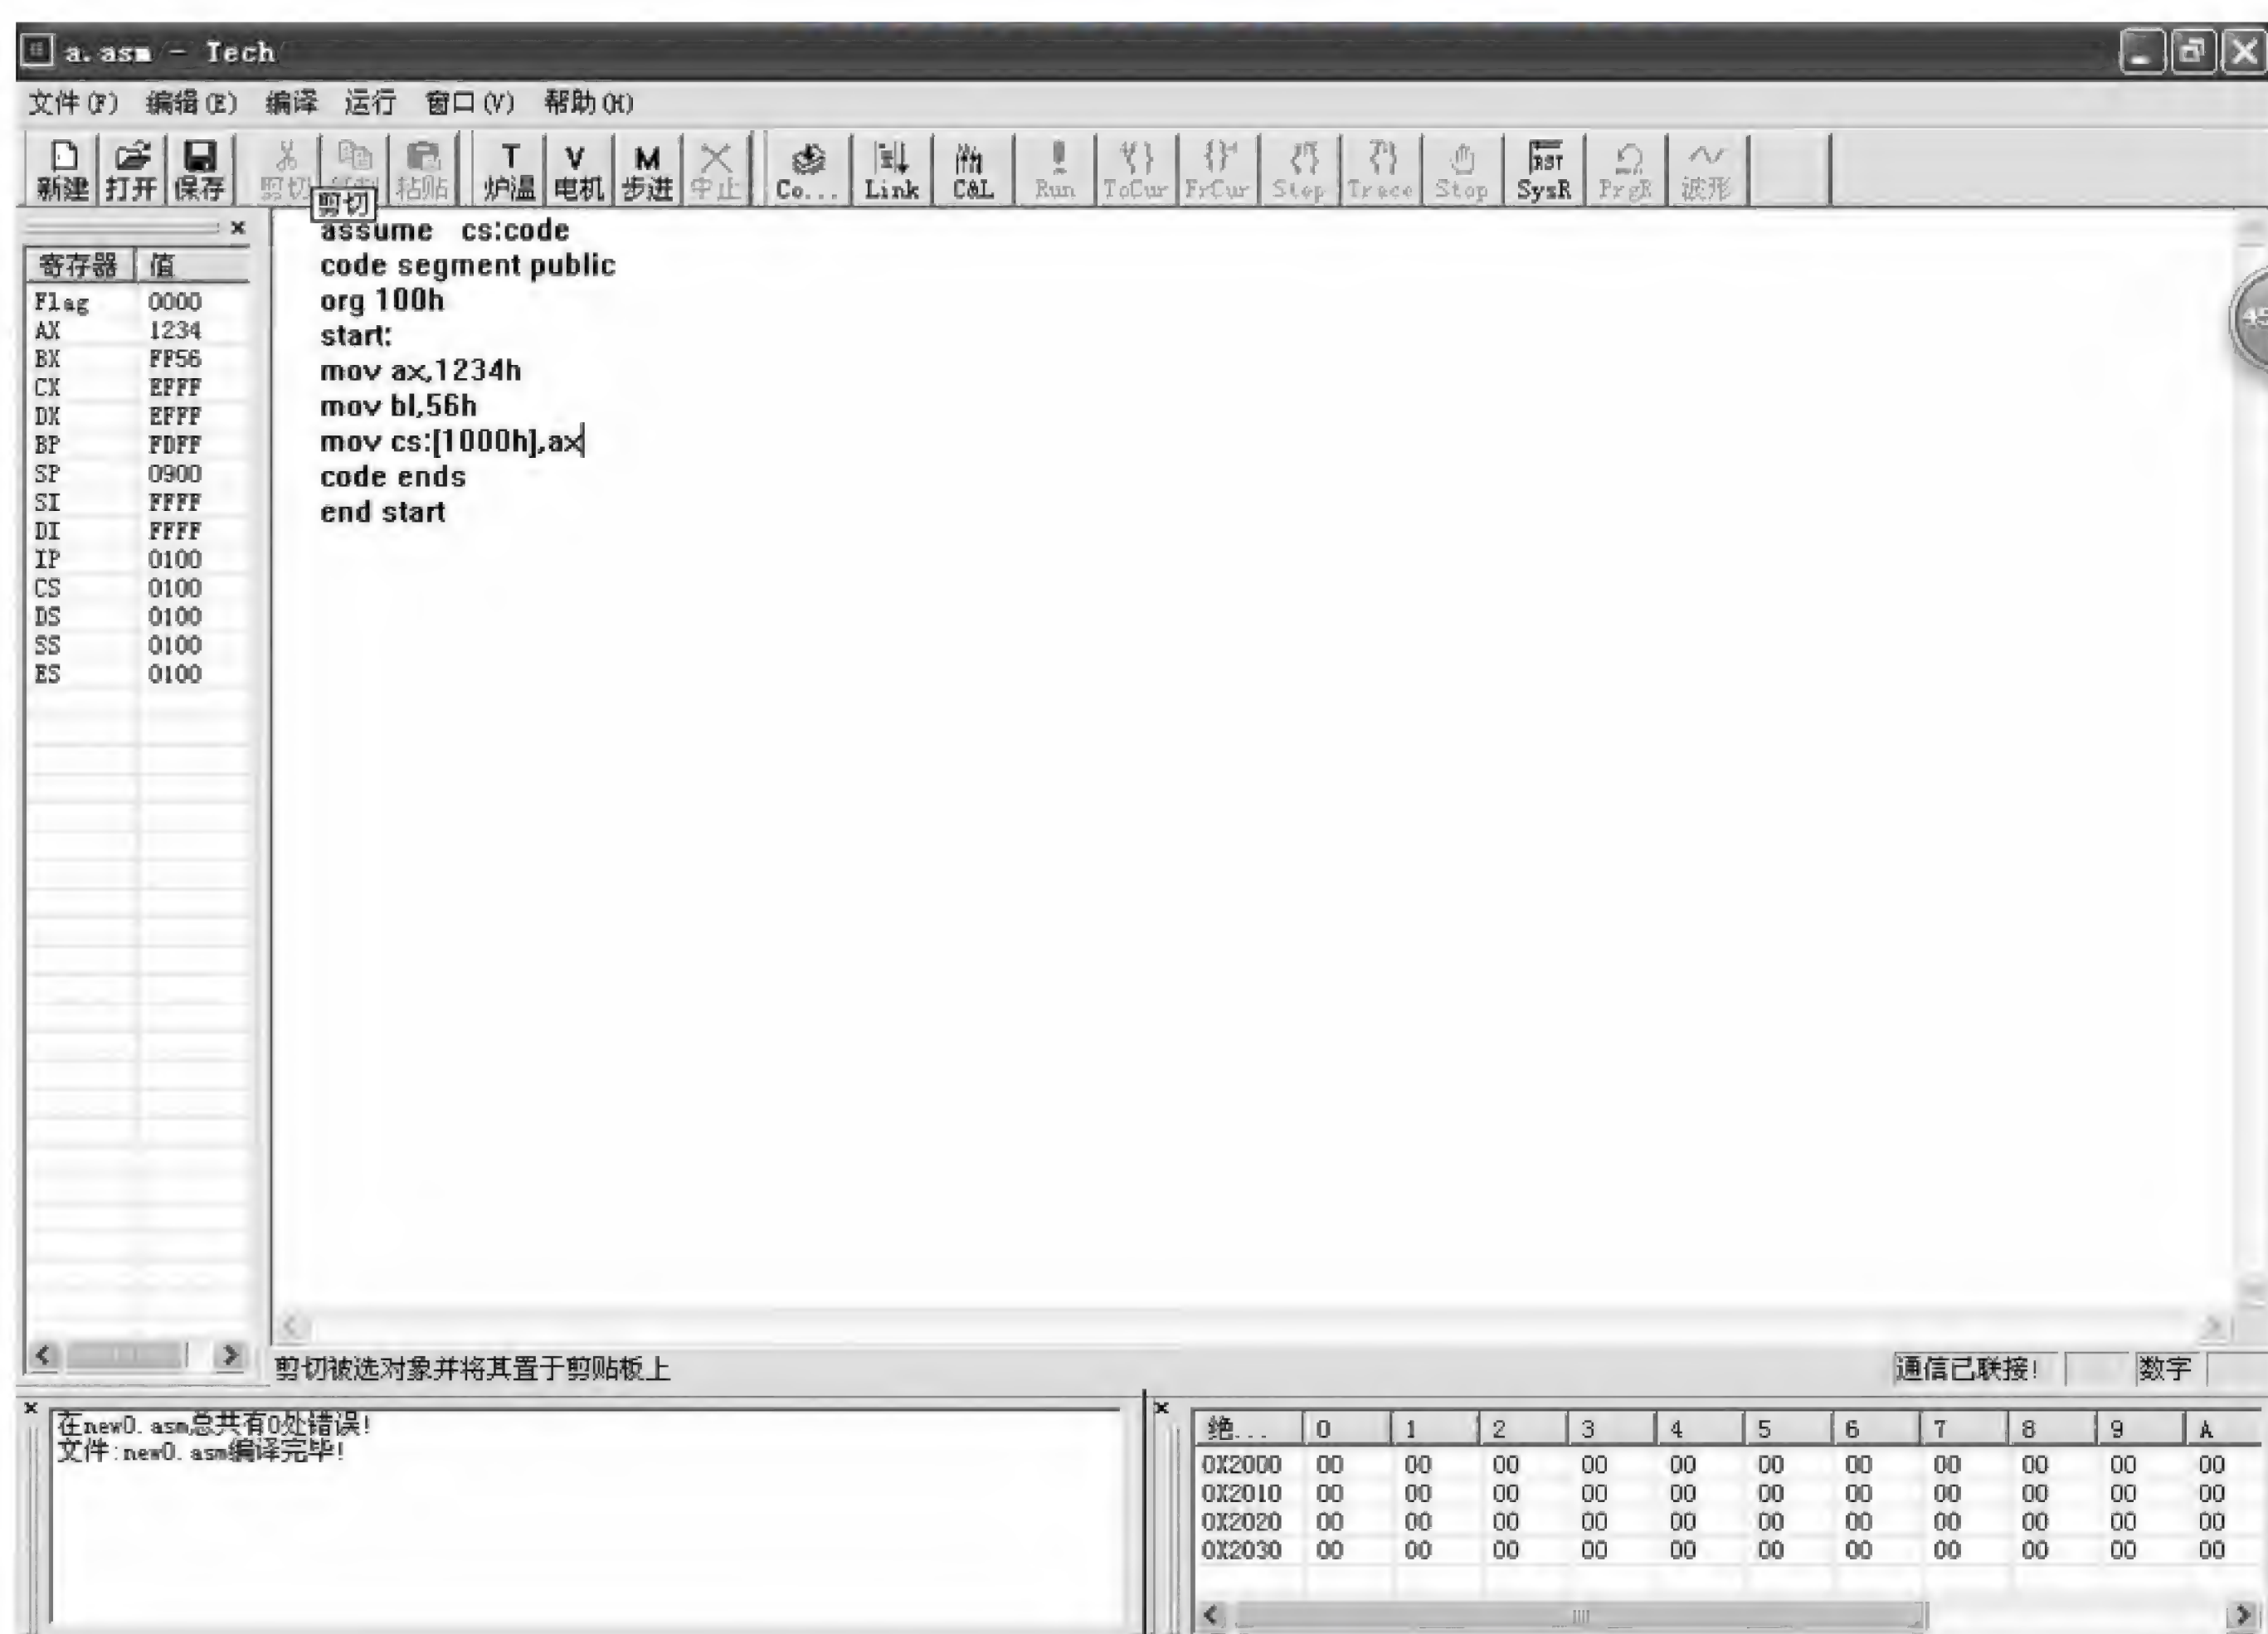 a.asm - Tech
文件(F) 编辑(E) 编译 运行 窗口(V) 帮助(H)
新建 打开 保存 剪切 粘贴 炉温 电机 步进 中止 Co... Link C&L Run ToCur FrCur Step Trace Stop SysR PrgR 波形
T V M RST
剪切
寄存器 值
Flag 0000
AX 1234
BX FF56
CX EFFF
DX EFFF
BP FDFF
SP 0900
SI FFFF
DI FFFF
IP 0100
CS 0100
DS 0100
SS 0100
ES 0100
assume cs:code
code segment public
org 100h
start:
mov ax,1234h
mov bl,56h
mov cs:[1000h],ax
code ends
end start
45
剪切被选对象并将其置于剪贴板上
通信已联接! 数字
在new0.asm总共有0处错误!
文件:new0.asm编译完毕!
绝... 0 1 2 3 4 5 6 7 8 9 A
0X2000 00 00 00 00 00 00 00 00 00 00 00
0X2010 00 00 00 00 00 00 00 00 00 00 00
0X2020 00 00 00 00 00 00 00 00 00 00 00
0X2030 00 00 00 00 00 00 00 00 00 00 00